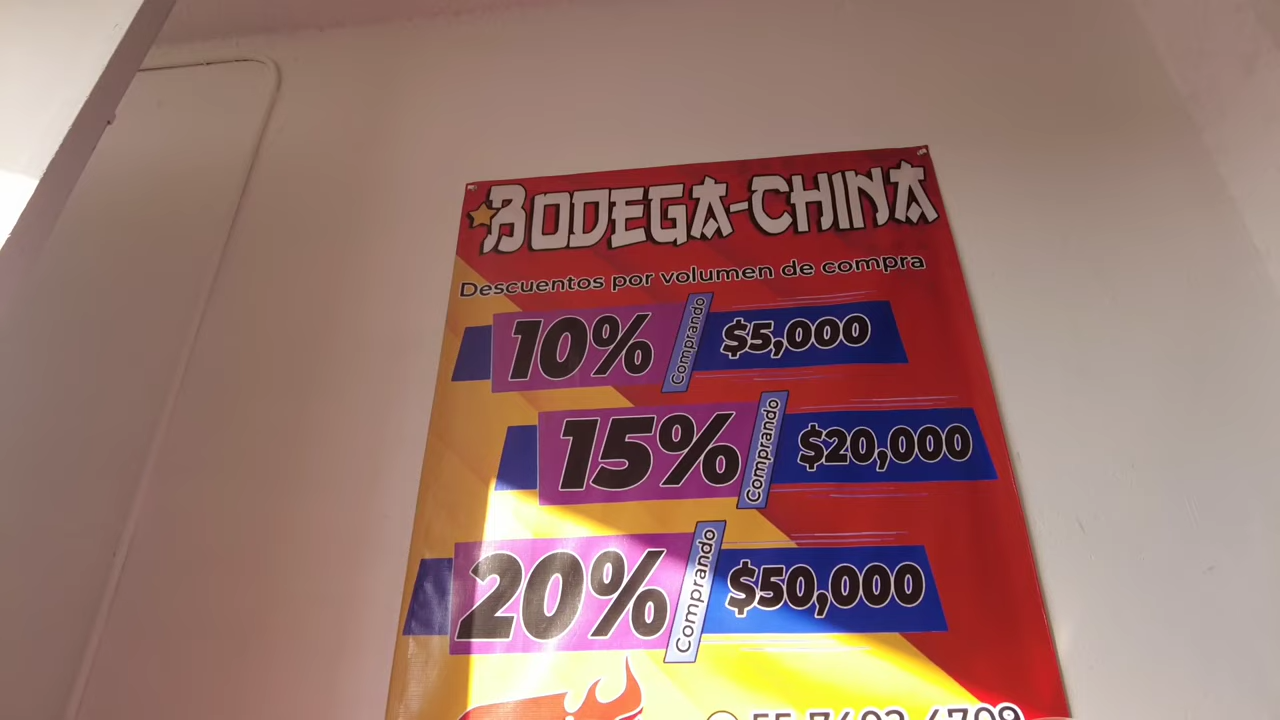 BODEGA-CHINA
Descuentos por volumen de compra
10% Comprando $5,000
15% Comprando $20,000
20% Comprando $50,000